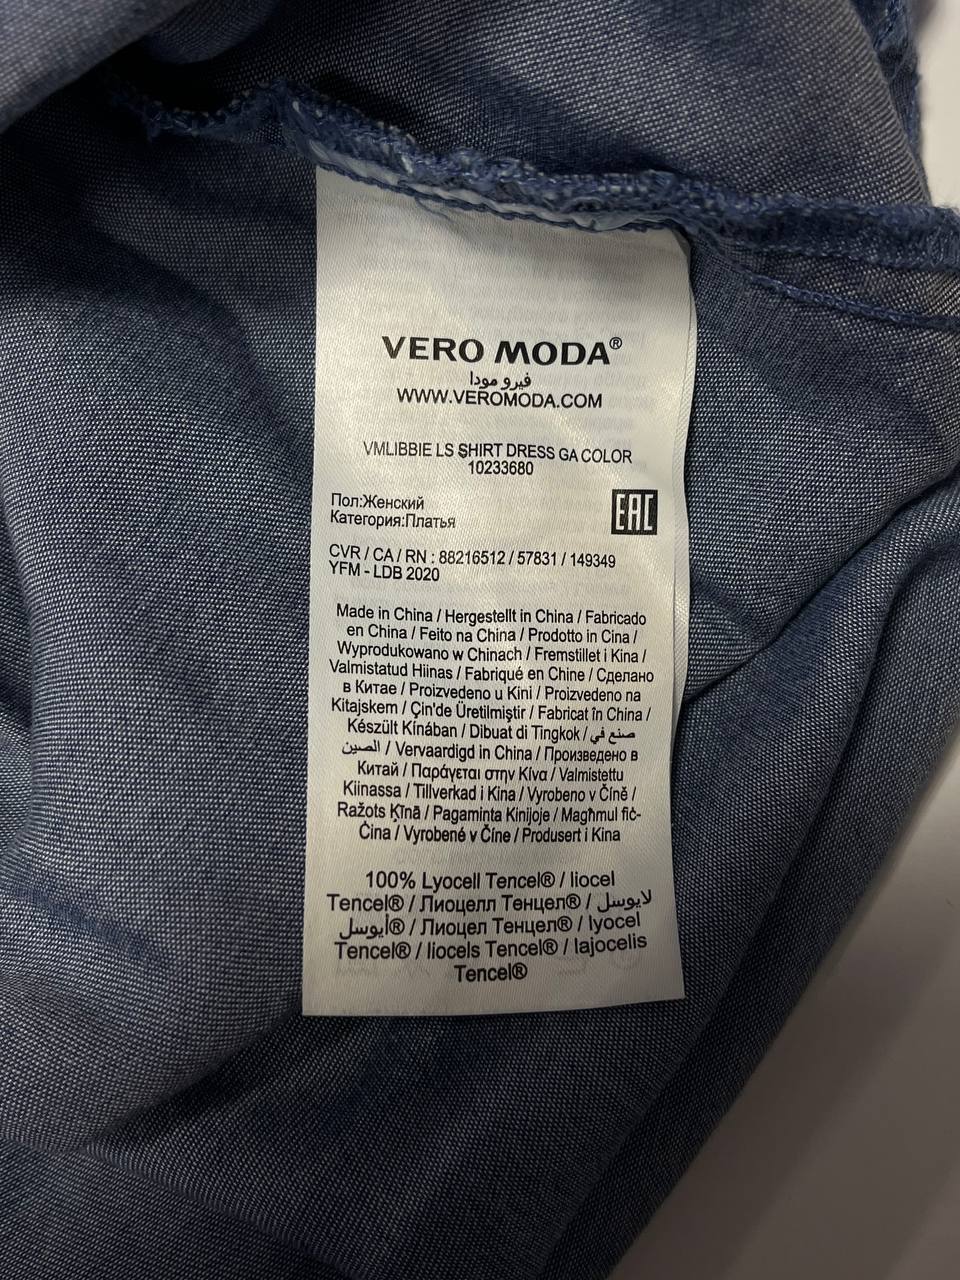 VERO MODA®
فيرو مودا
WWW.VEROMODA.COM
VMLIBBIE LS SHIRT DRESS GA COLOR
10233680
Пол:Женский
Категория:Платья
EAC
CVR / CA / RN : 88216512 / 57831 / 149349
YFM - LDB 2020
Made in China / Hergestellt in China / Fabricado
en China / Feito na China / Prodotto in Cina /
Wyprodukowano w Chinach / Fremstillet i Kina /
Valmistatud Hiinas / Fabriqué en Chine / Сделано
в Китае / Proizvedeno u Kini / Proizvedeno na
Kitajskem / Çin'de Üretilmiştir / Fabricat în China /
Készült Kínában / Dibuat di Tingkok / صنع في
الصين / Vervaardigd in China / Произведено в
Китай / Παράγεται στην Κίνα / Valmistettu
Kiinassa / Tillverkad i Kina / Vyrobeno v Číně /
Ražots Ķīnā / Pagaminta Kinijoje / Magħmul fiċ-
Ċina / Vyrobené v Číne / Produsert i Kina
100% Lyocell Tencel® / liocel
Tencel® / Лиоцелл Тенцел® / لايوسل
أيوسل® / Лиоцел Тенцел® / lyocel
Tencel® / liocels Tencel® / lajocelis
Tencel®